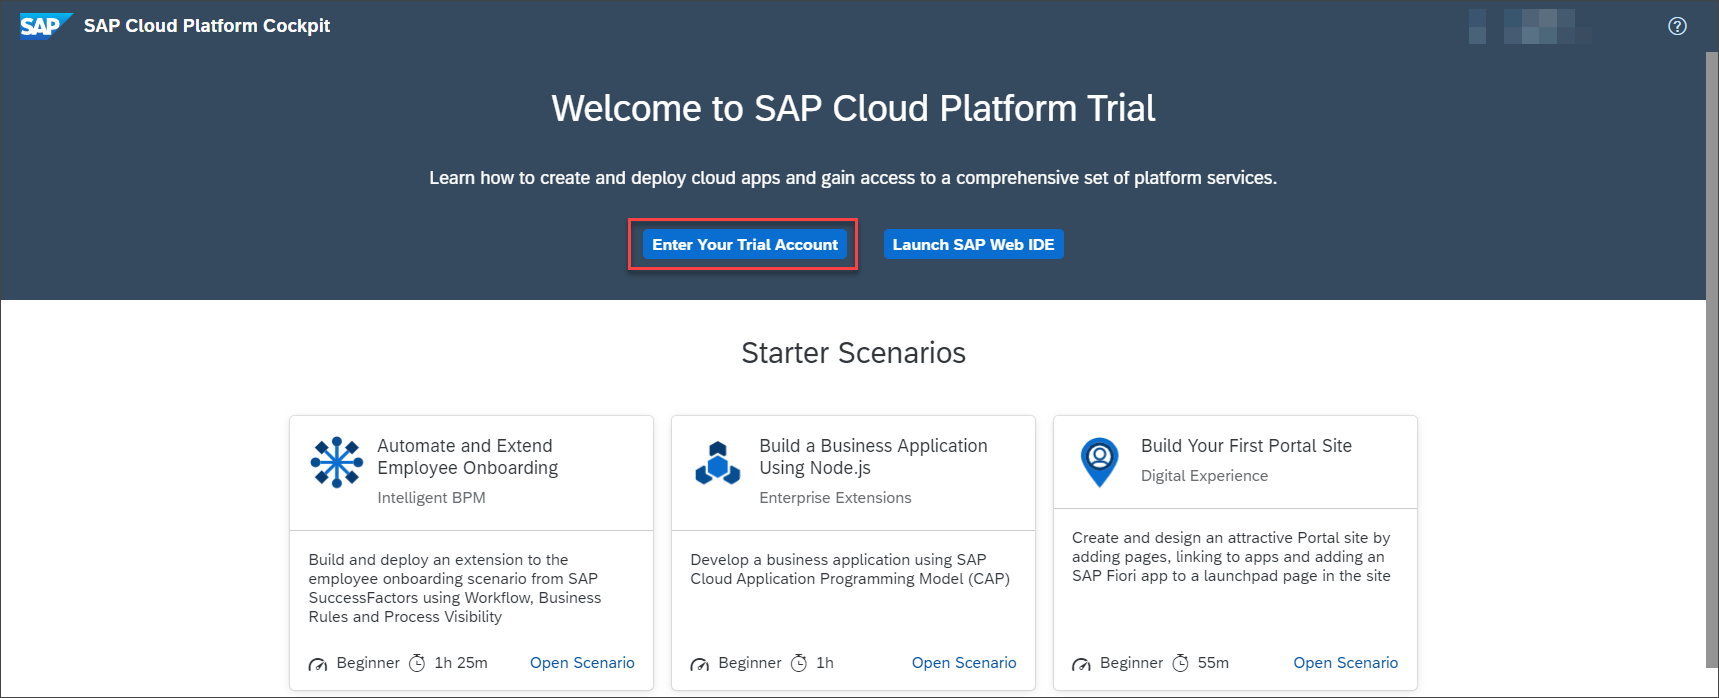 SAP SAP Cloud Platform Cockpit
Welcome to SAP Cloud Platform Trial
Learn how to create and deploy cloud apps and gain access to a comprehensive set of platform services.
Enter Your Trial Account
Launch SAP Web IDE
Starter Scenarios
Automate and Extend
Employee Onboarding
Intelligent BPM
Build and deploy an extension to the
employee onboarding scenario from SAP
SuccessFactors using Workflow, Business
Rules and Process Visibility
Beginner 1h 25m Open Scenario
Build a Business Application
Using Node.js
Enterprise Extensions
Develop a business application using SAP
Cloud Application Programming Model (CAP)
Beginner 1h Open Scenario
Build Your First Portal Site
Digital Experience
Create and design an attractive Portal site by
adding pages, linking to apps and adding an
SAP Fiori app to a launchpad page in the site
Beginner 55m Open Scenario